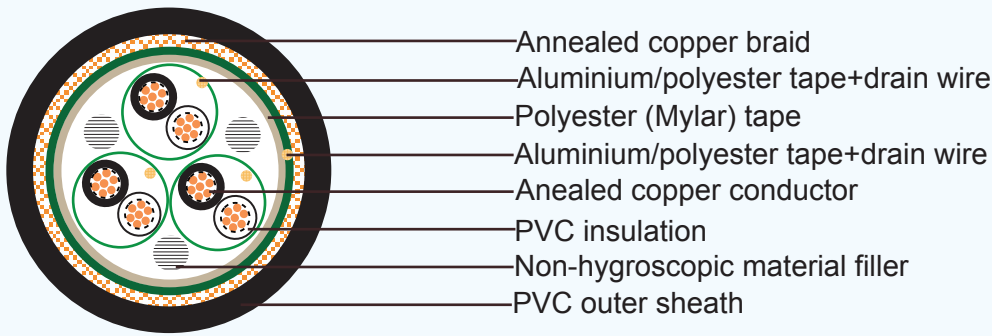 Annealed copper braid
Aluminium/polyester tape+drain wire
Polyester (Mylar) tape
Aluminium/polyester tape+drain wire
Anealed copper conductor
PVC insulation
Non-hygroscopic material filler
PVC outer sheath